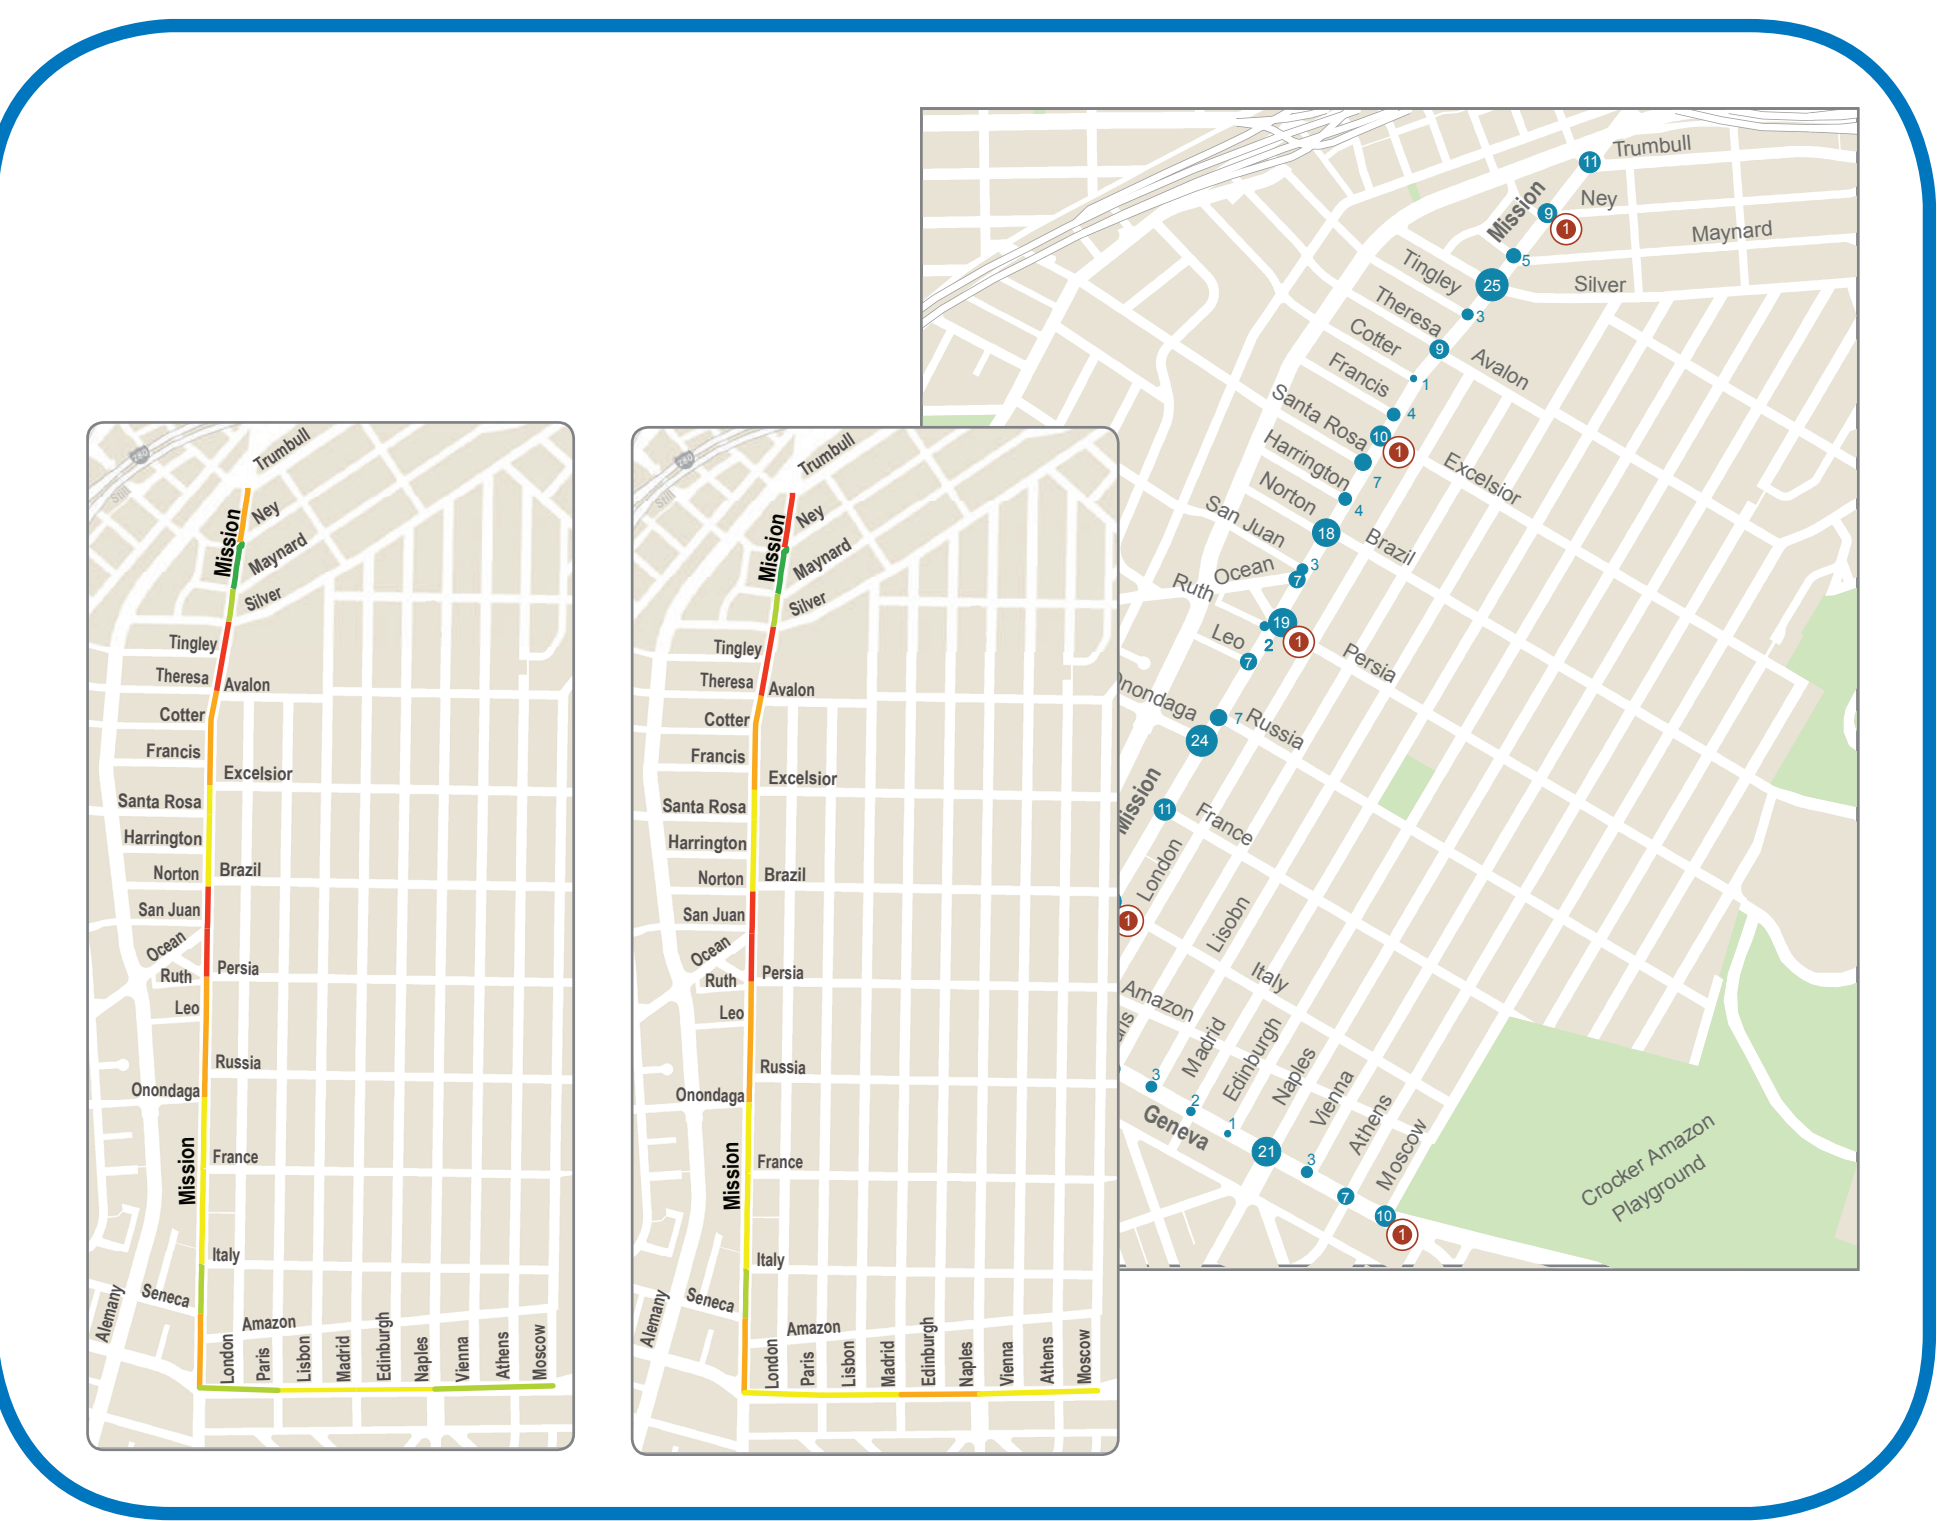 Trumbull
280
Still
Mission
Ney
Maynard
Silver
Tingley
Theresa
Avalon
Cotter
Francis
Excelsior
Santa Rosa
Harrington
Norton
Brazil
San Juan
Ocean
Persia
Ruth
Leo
Russia
Onondaga
Mission
France
Italy
Seneca
Alemany
Amazon
London
Paris
Lisbon
Madrid
Edinburgh
Naples
Vienna
Athens
Moscow
Trumbull
280
Still
Mission
Ney
Maynard
Silver
Tingley
Theresa
Avalon
Cotter
Francis
Excelsior
Santa Rosa
Harrington
Norton
Brazil
San Juan
Ocean
Persia
Ruth
Leo
Russia
Onondaga
Mission
France
Italy
Seneca
Alemany
Amazon
London
Paris
Lisbon
Madrid
Edinburgh
Naples
Vienna
Athens
Moscow
11
Trumbull
Mission
9
Ney
1
Maynard
5
Tingley
25
Silver
Theresa
3
Cotter
9
Avalon
Francis
1
Santa Rosa
4
10
1
Harrington
7
Excelsior
Norton
4
San Juan
18
Brazil
Ocean
3
7
Ruth
19
Leo
2
1
7
Persia
nondaga
7
Russia
24
Mission
11
France
London
1
Lisobn
Italy
Amazon
Madrid
Edinburgh
Naples
Vienna
Athens
Moscow
3
2
1
Geneva
21
3
7
10
1
Crocker Amazon
Playground